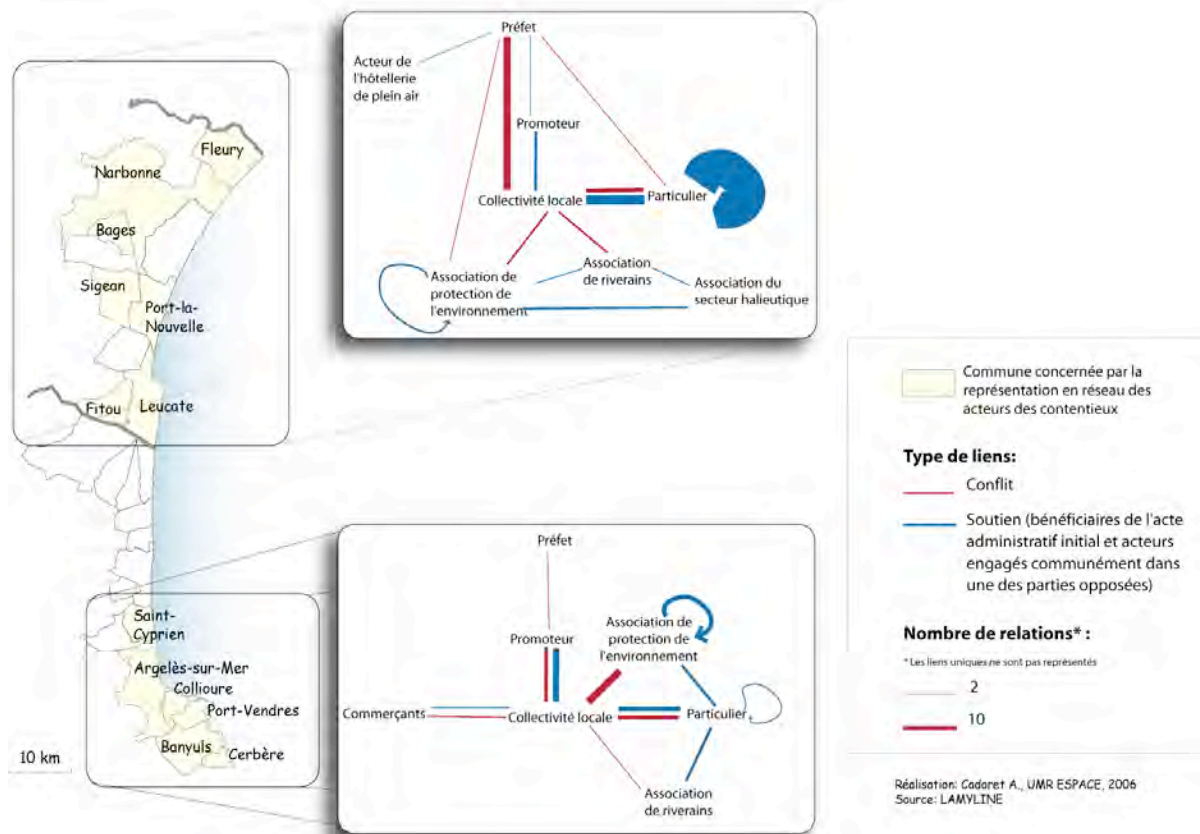 Préfet
Acteur de
l'hôtellerie
de plein air
Promoteur
Collectivité locale
Particulier
Association
de riverains
Association de
protection de
l'environnement
Association du
secteur halieutique
Fleury
Narbonne
Bages
Sigean
Port-la-
Nouvelle
Fitou
Leucate
Commune concernée par la
représentation en réseau des
acteurs des contentieux
Type de liens:
Conflit
Soutien (bénéficiaires de l'acte
administratif initial et acteurs
engagés communément dans
une des parties opposées)
Nombre de relations* :
* Les liens uniques ne sont pas représentés
2
10
Réalisation: Cadoret A., UMR ESPACE, 2006
Source: LAMYLINE
Préfet
Promoteur
Association de
protection de
l'environnement
Commerçants
Collectivité locale
Particulier
Association
de riverains
Saint-
Cyprien
Argelès-sur-Mer
Collioure
Port-Vendres
Banyuls
Cerbère
10 km